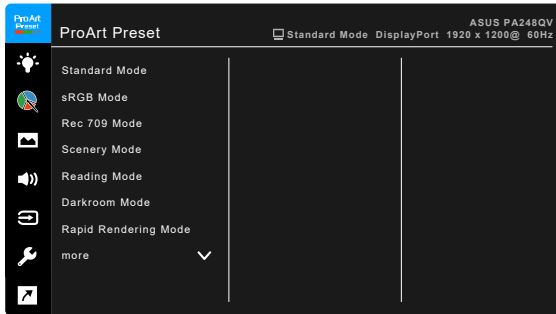 ProArt
Preset
ProArt Preset
ASUS PA248QV
Standard Mode DisplayPort 1920 x 1200@ 60Hz
Standard Mode
sRGB Mode
Rec 709 Mode
Scenery Mode
Reading Mode
Darkroom Mode
Rapid Rendering Mode
more